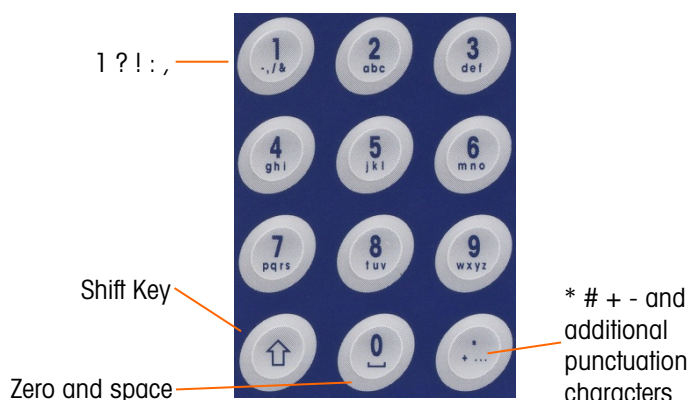 1 ? ! : ,
1
-,/&
2
abc
3
def
4
ghi
5
jkl
6
mno
7
pqrs
8
tuv
9
wxyz
Shift Key
* # + - and
additional
punctuation
characters
0
*
+ ...
Zero and space